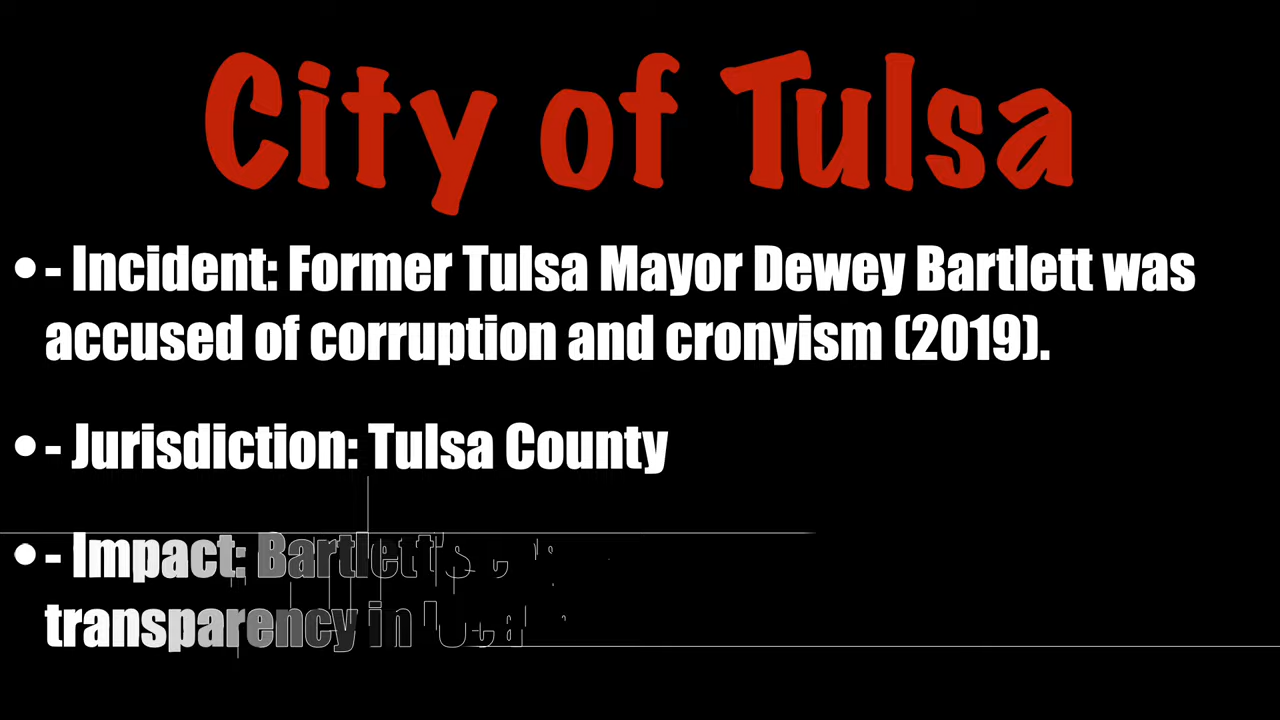 City of Tulsa
• - Incident: Former Tulsa Mayor Dewey Bartlett was
accused of corruption and cronyism (2019).
• - Jurisdiction: Tulsa County
• - Impact: Bartlett's
transparency in